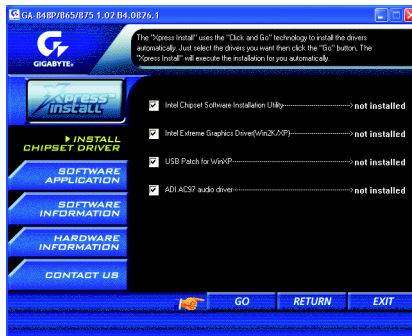 GA-848P/865/875 1.02 B4.0826.1
GIGABYTE
The "Xpress Install" uses the "Click and Go" technology to install the drivers
automatically. Just select the drivers you want then click the "Go" button. The
"Xpress Install" will execute the installation for you automatically.
Xpress
INSTALL
INSTALL
CHIPSET DRIVER
SOFTWARE
APPLICATION
SOFTWARE
INFORMATION
HARDWARE
INFORMATION
CONTACT US
Intel Chipset Software Installation Utility not installed
Intel Extreme Graphics Driver(Win2K/XP) not installed
USB Patch for WinXP not installed
ADI AC97 audio driver not installed
GO RETURN EXIT